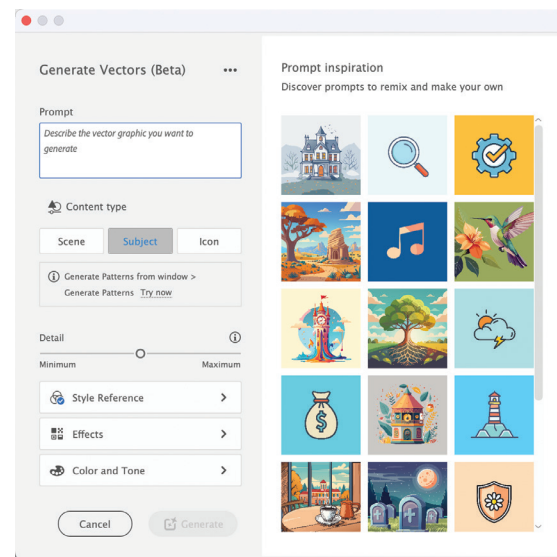 Generate Vectors (Beta)
Prompt
Describe the vector graphic you want to
generate
Content type
Scene
Subject
Icon
Generate Patterns from window >
Generate Patterns Try now
Detail
Minimum
Maximum
Style Reference
Effects
Color and Tone
Cancel
Generate
Prompt inspiration
Discover prompts to remix and make your own
$